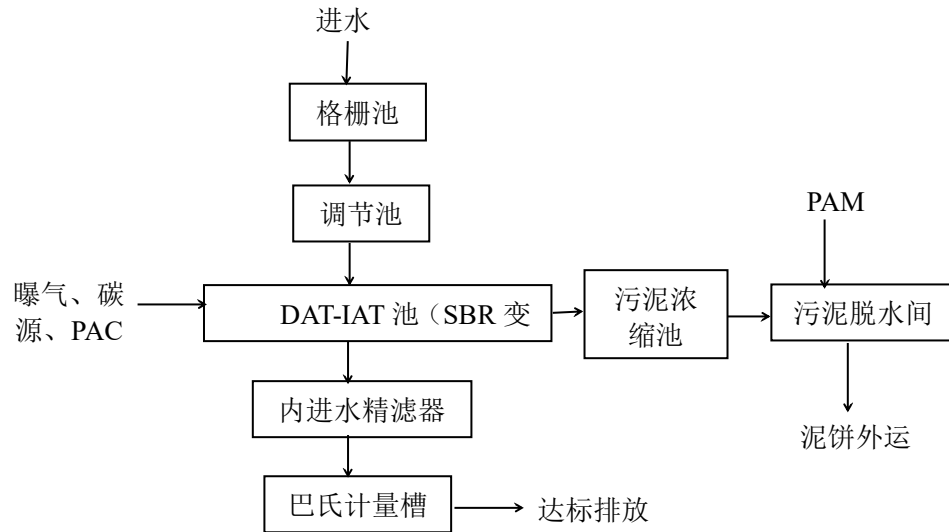 进水
格栅池
调节池
PAM
曝气、碳
源、PAC
DAT-IAT 池（SBR 变
污泥浓
缩池
污泥脱水间
内进水精滤器
泥饼外运
巴氏计量槽
达标排放